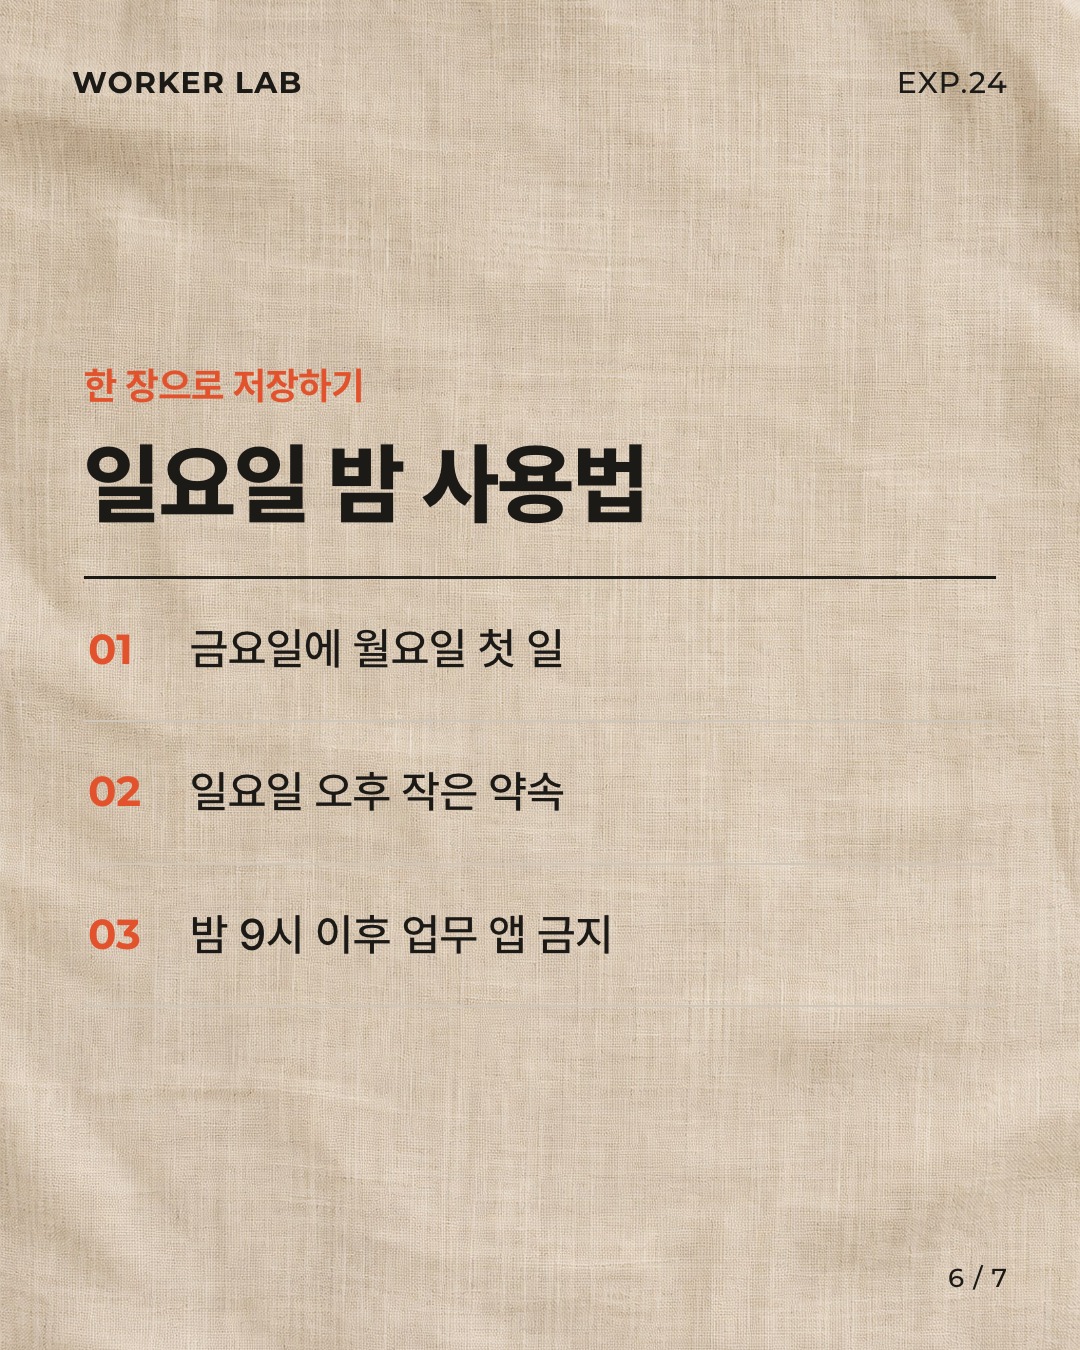 WORKER LAB
EXP.24
한 장으로 저장하기
일요일 밤 사용법
01 금요일에 월요일 첫 일
02 일요일 오후 작은 약속
03 밤 9시 이후 업무 앱 금지
6 / 7